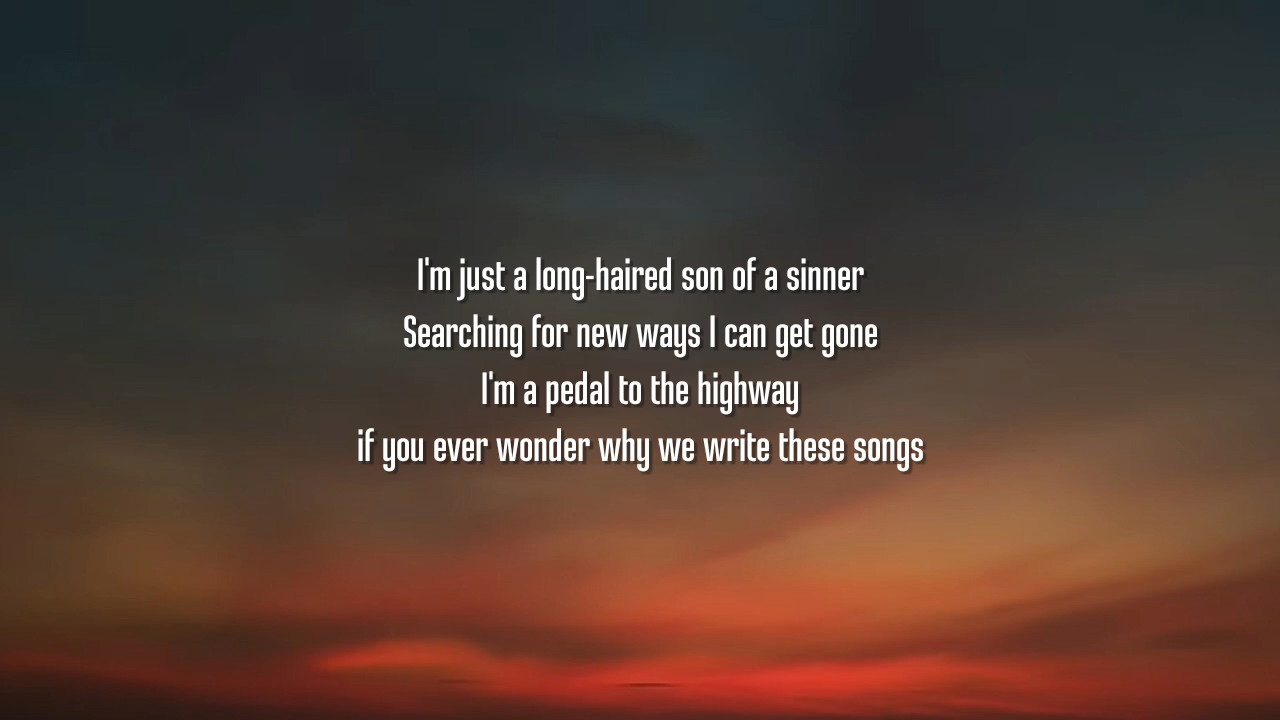 I'm just a long-haired son of a sinner
Searching for new ways I can get gone
I'm a pedal to the highway
if you ever wonder why we write these songs